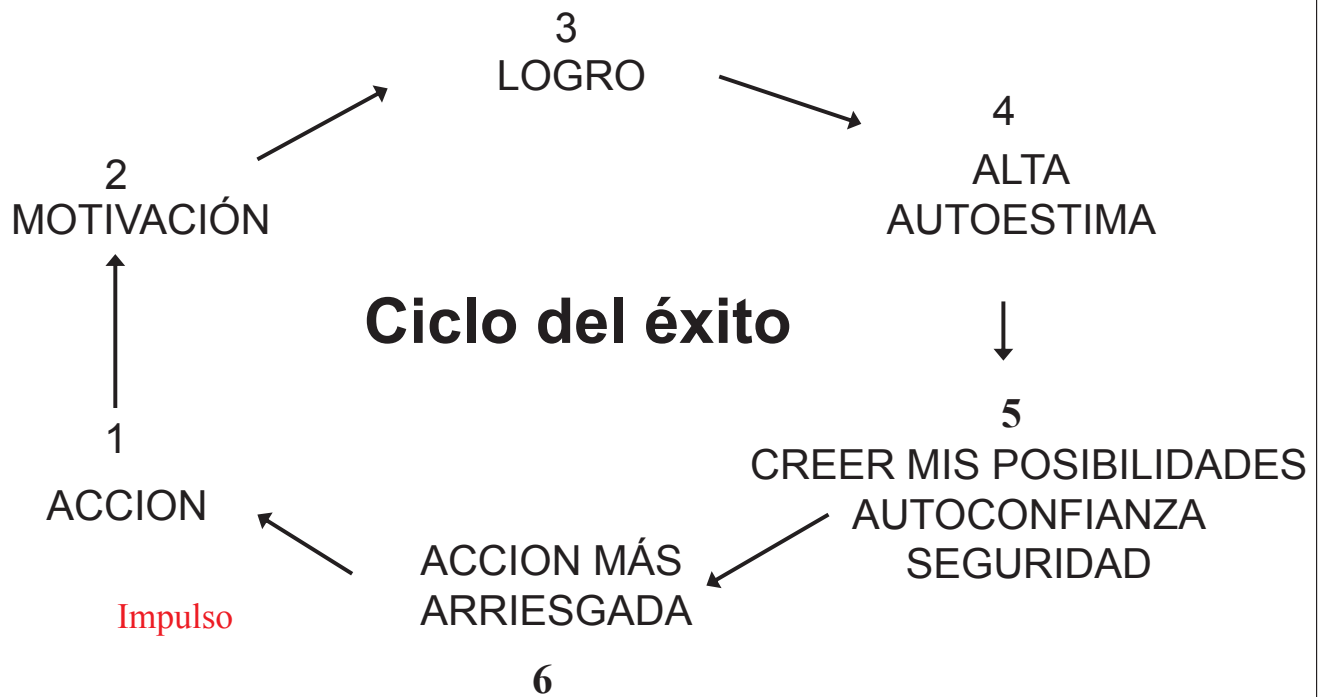 3
LOGRO
4
ALTA
AUTOESTIMA
2
MOTIVACIÓN
Ciclo del éxito
1
ACCION
5
CREER MIS POSIBILIDADES
AUTOCONFIANZA
SEGURIDAD
ACCION MÁS
ARRIESGADA
6
Impulso